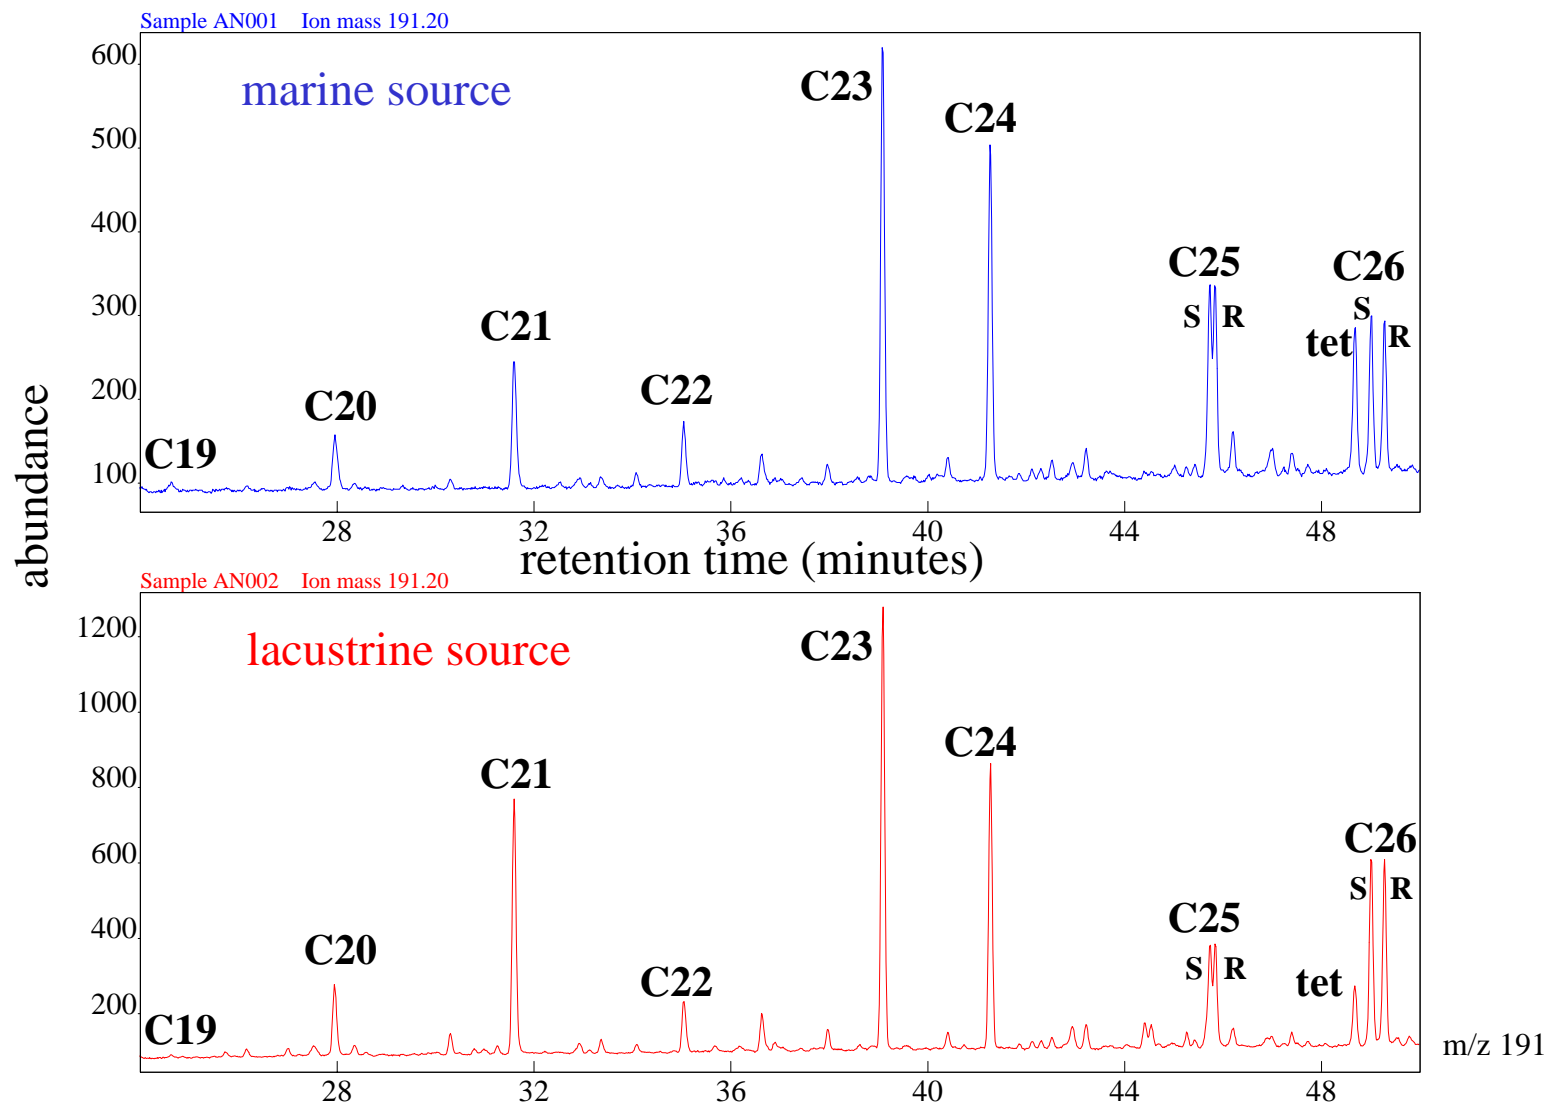 Sample AN001 Ion mass 191.20
marine source
600
500
400
300
200
100
C19
C20
C21
C22
C23
C24
C25
S R
C26
S
tet
R
28 32 36 40 44 48
retention time (minutes)
abundance
Sample AN002 Ion mass 191.20
lacustrine source
1200
1000
800
600
400
200
C19
C20
C21
C22
C23
C24
C25
S R
tet
C26
S R
28 32 36 40 44 48
m/z 191